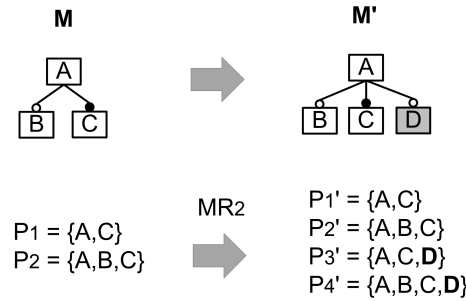 M
M'
A
A
B
C
B
C
D
MR2
P1 = {A,C}
P2 = {A,B,C}
P1' = {A,C}
P2' = {A,B,C}
P3' = {A,C,D}
P4' = {A,B,C,D}